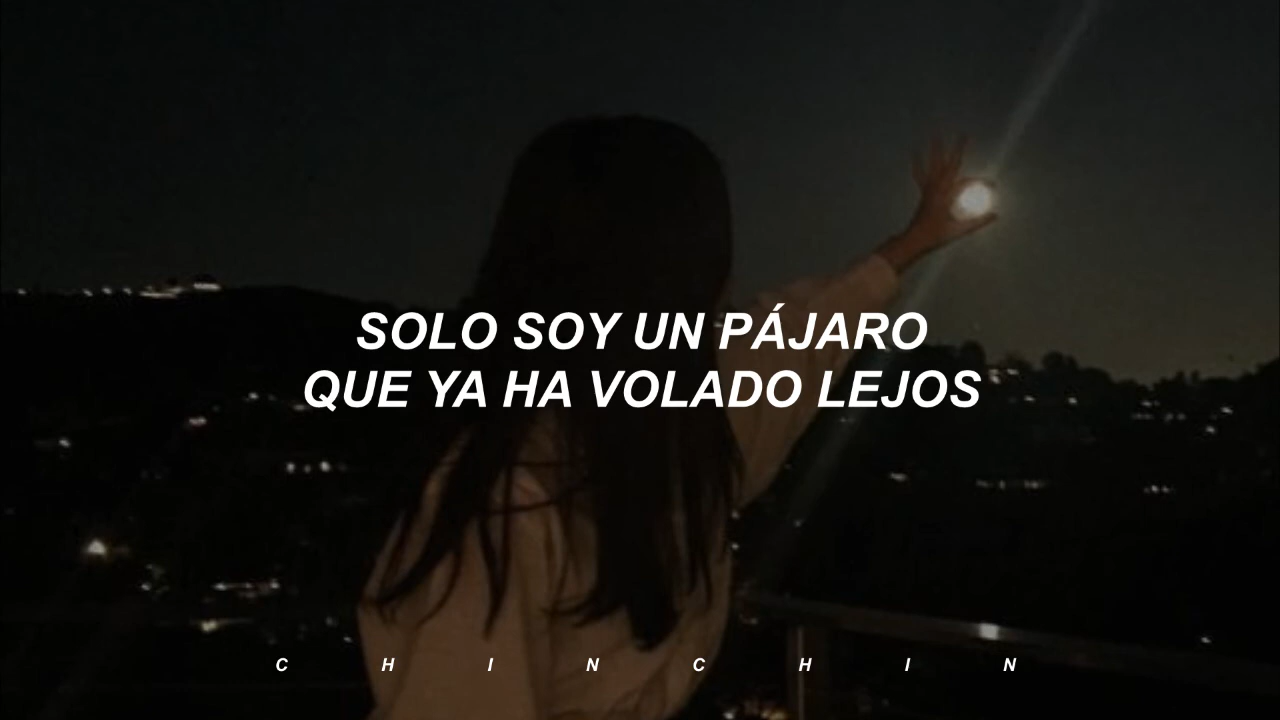 SOLO SOY UN PÁJARO
QUE YA HA VOLADO LEJOS
C H I N C H I N